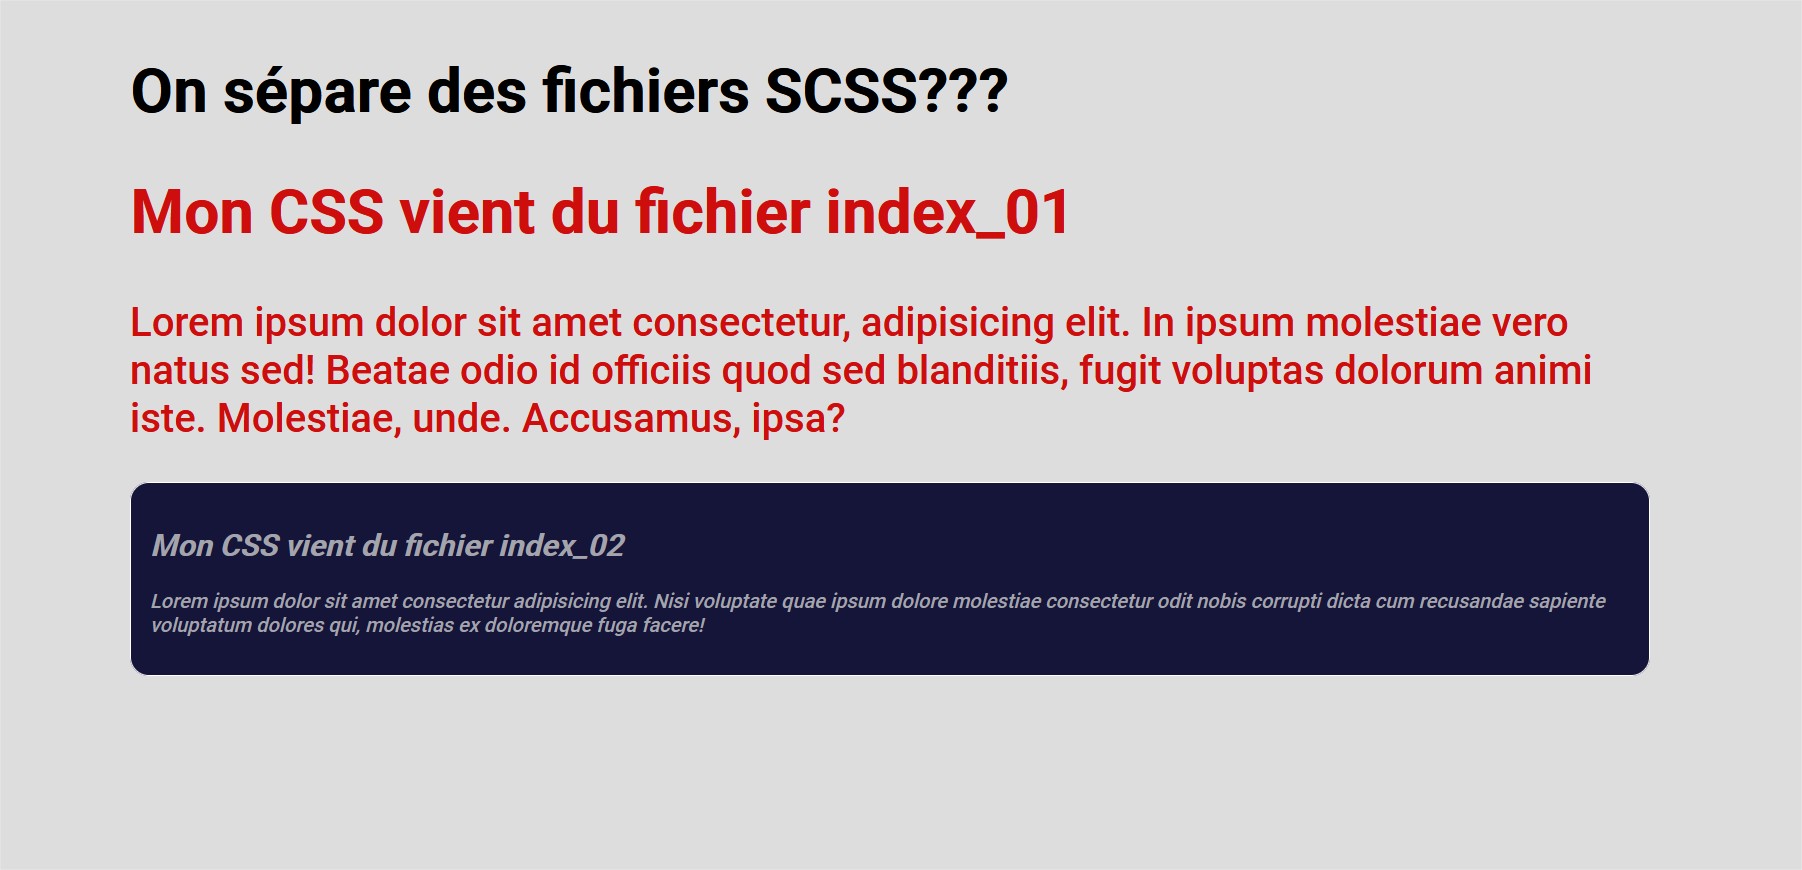 On sépare des fichiers SCSS???
Mon CSS vient du fichier index_01
Lorem ipsum dolor sit amet consectetur, adipisicing elit. In ipsum molestiae vero
natus sed! Beatae odio id officiis quod sed blanditiis, fugit voluptas dolorum animi
iste. Molestiae, unde. Accusamus, ipsa?
Mon CSS vient du fichier index_02
Lorem ipsum dolor sit amet consectetur adipisicing elit. Nisi voluptate quae ipsum dolore molestiae consectetur odit nobis corrupti dicta cum recusandae sapiente
voluptatum dolores qui, molestias ex doloremque fuga facere!